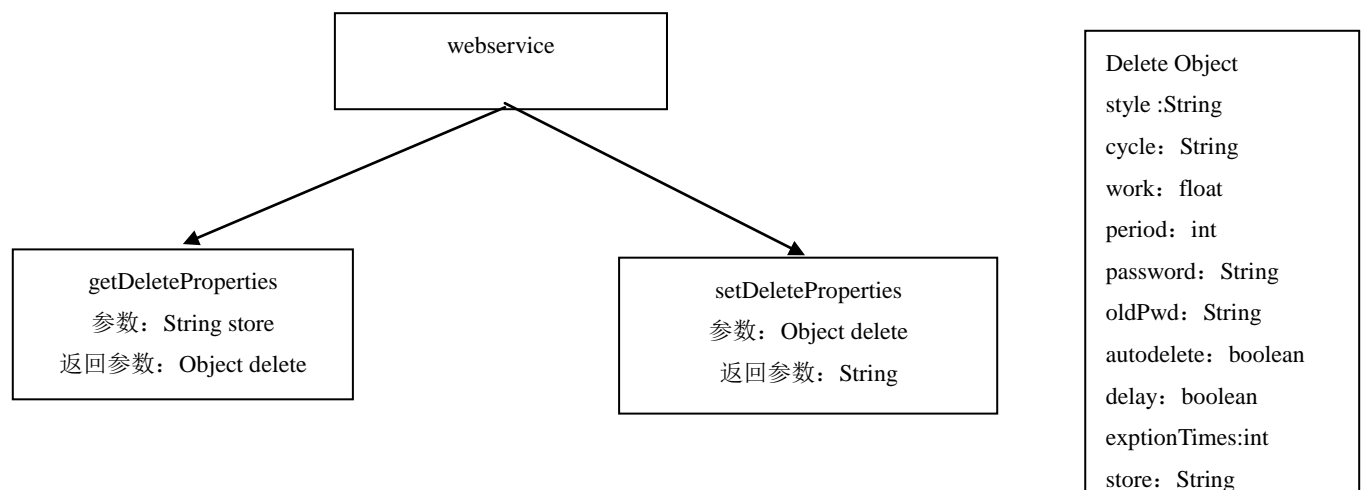 webservice
getDeleteProperties
参数：String store
返回参数：Object delete
setDeleteProperties
参数：Object delete
返回参数：String
Delete Object
style :String
cycle：String
work：float
period：int
password：String
oldPwd：String
autodelete：boolean
delay：boolean
exptionTimes:int
store：String